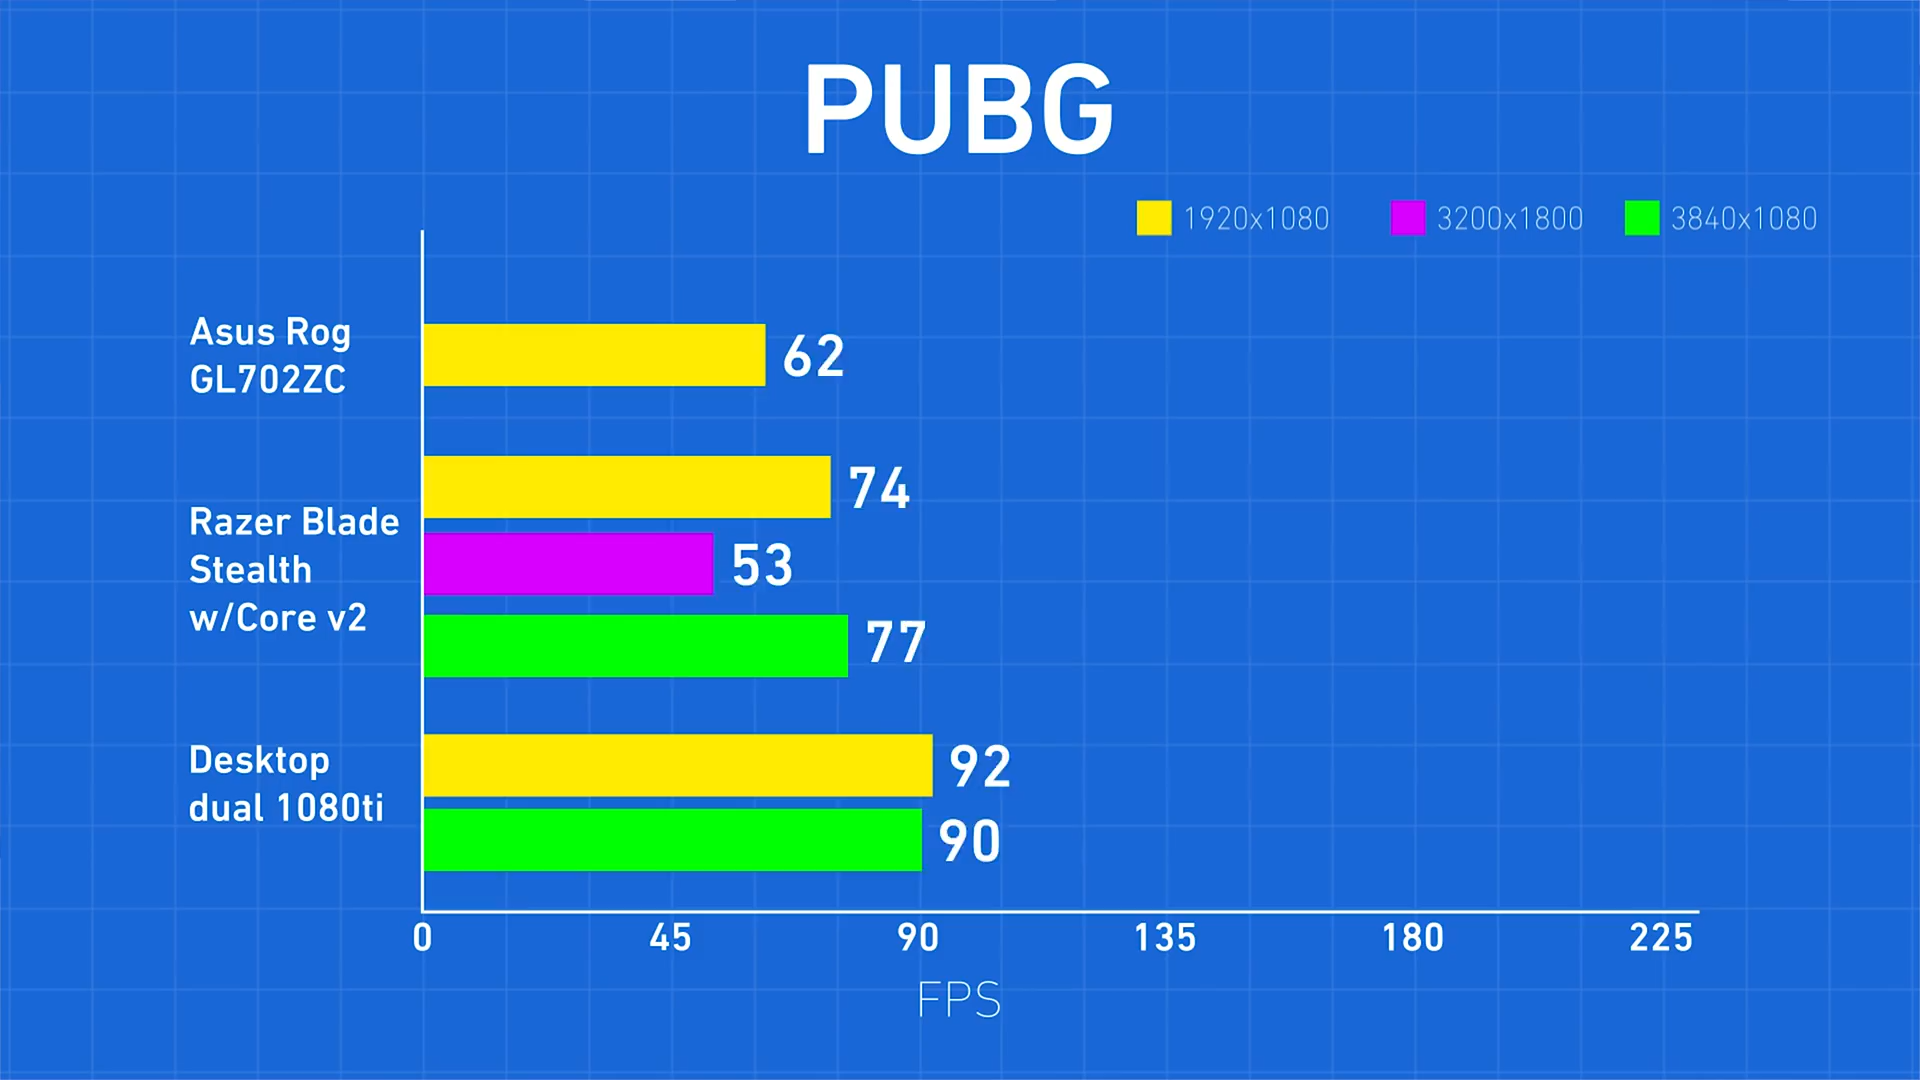 PUBG
1920x1080
3200x1800
3840x1080
Asus Rog
GL702ZC
62
Razer Blade
Stealth
w/Core v2
74
53
77
Desktop
dual 1080ti
92
90
0 45 90 135 180 225
FPS